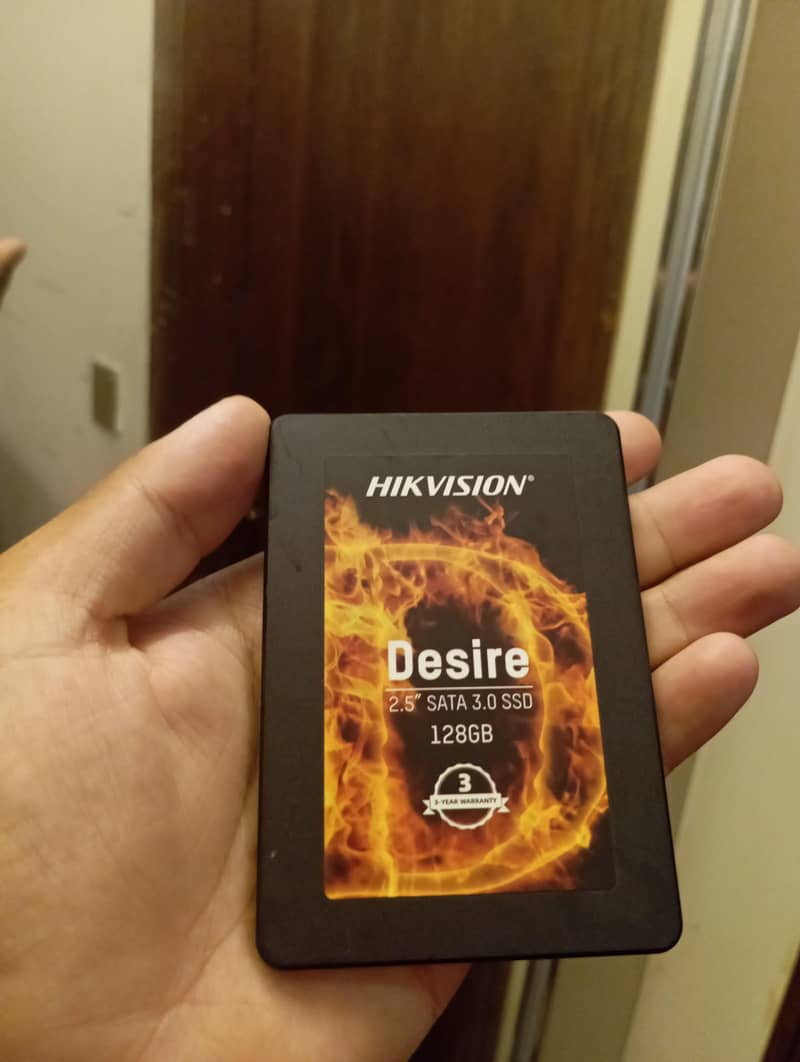 HIKVISION®
Desire
2.5″ SATA 3.0 SSD
128GB
3
3-YEAR WARRANTY